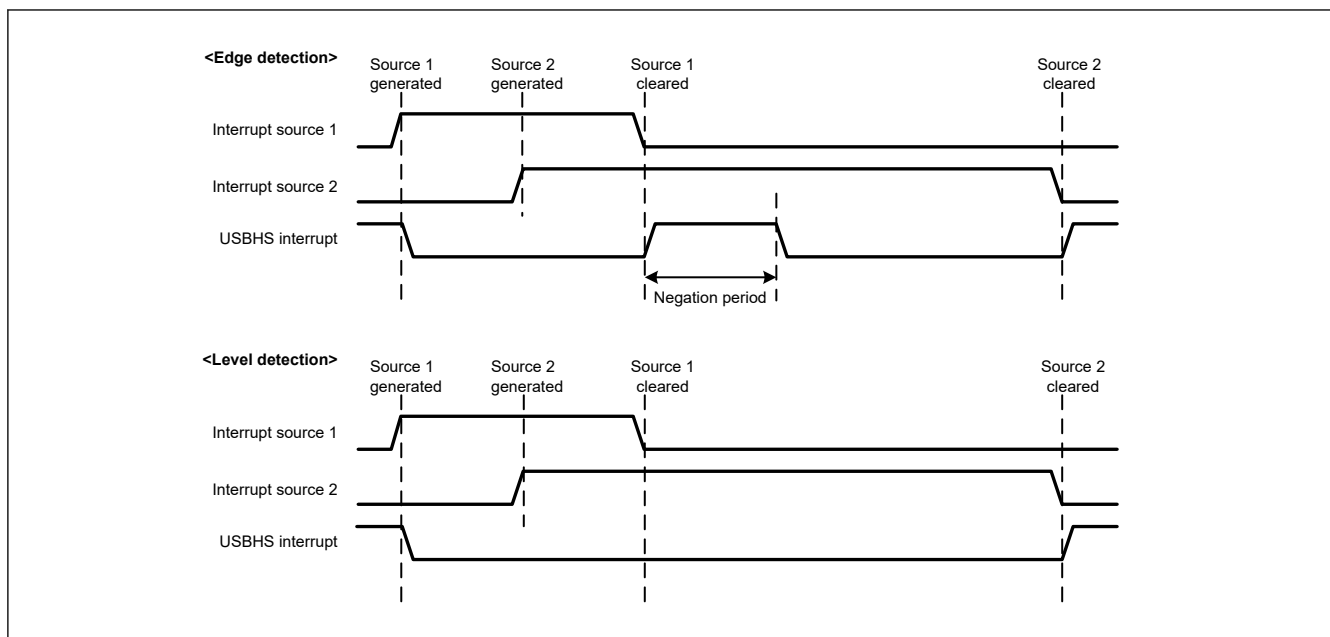 <Edge detection>
Source 1
generated
Source 2
generated
Source 1
cleared
Source 2
cleared
Interrupt source 1
Interrupt source 2
USBHS interrupt
Negation period
<Level detection>
Source 1
generated
Source 2
generated
Source 1
cleared
Source 2
cleared
Interrupt source 1
Interrupt source 2
USBHS interrupt